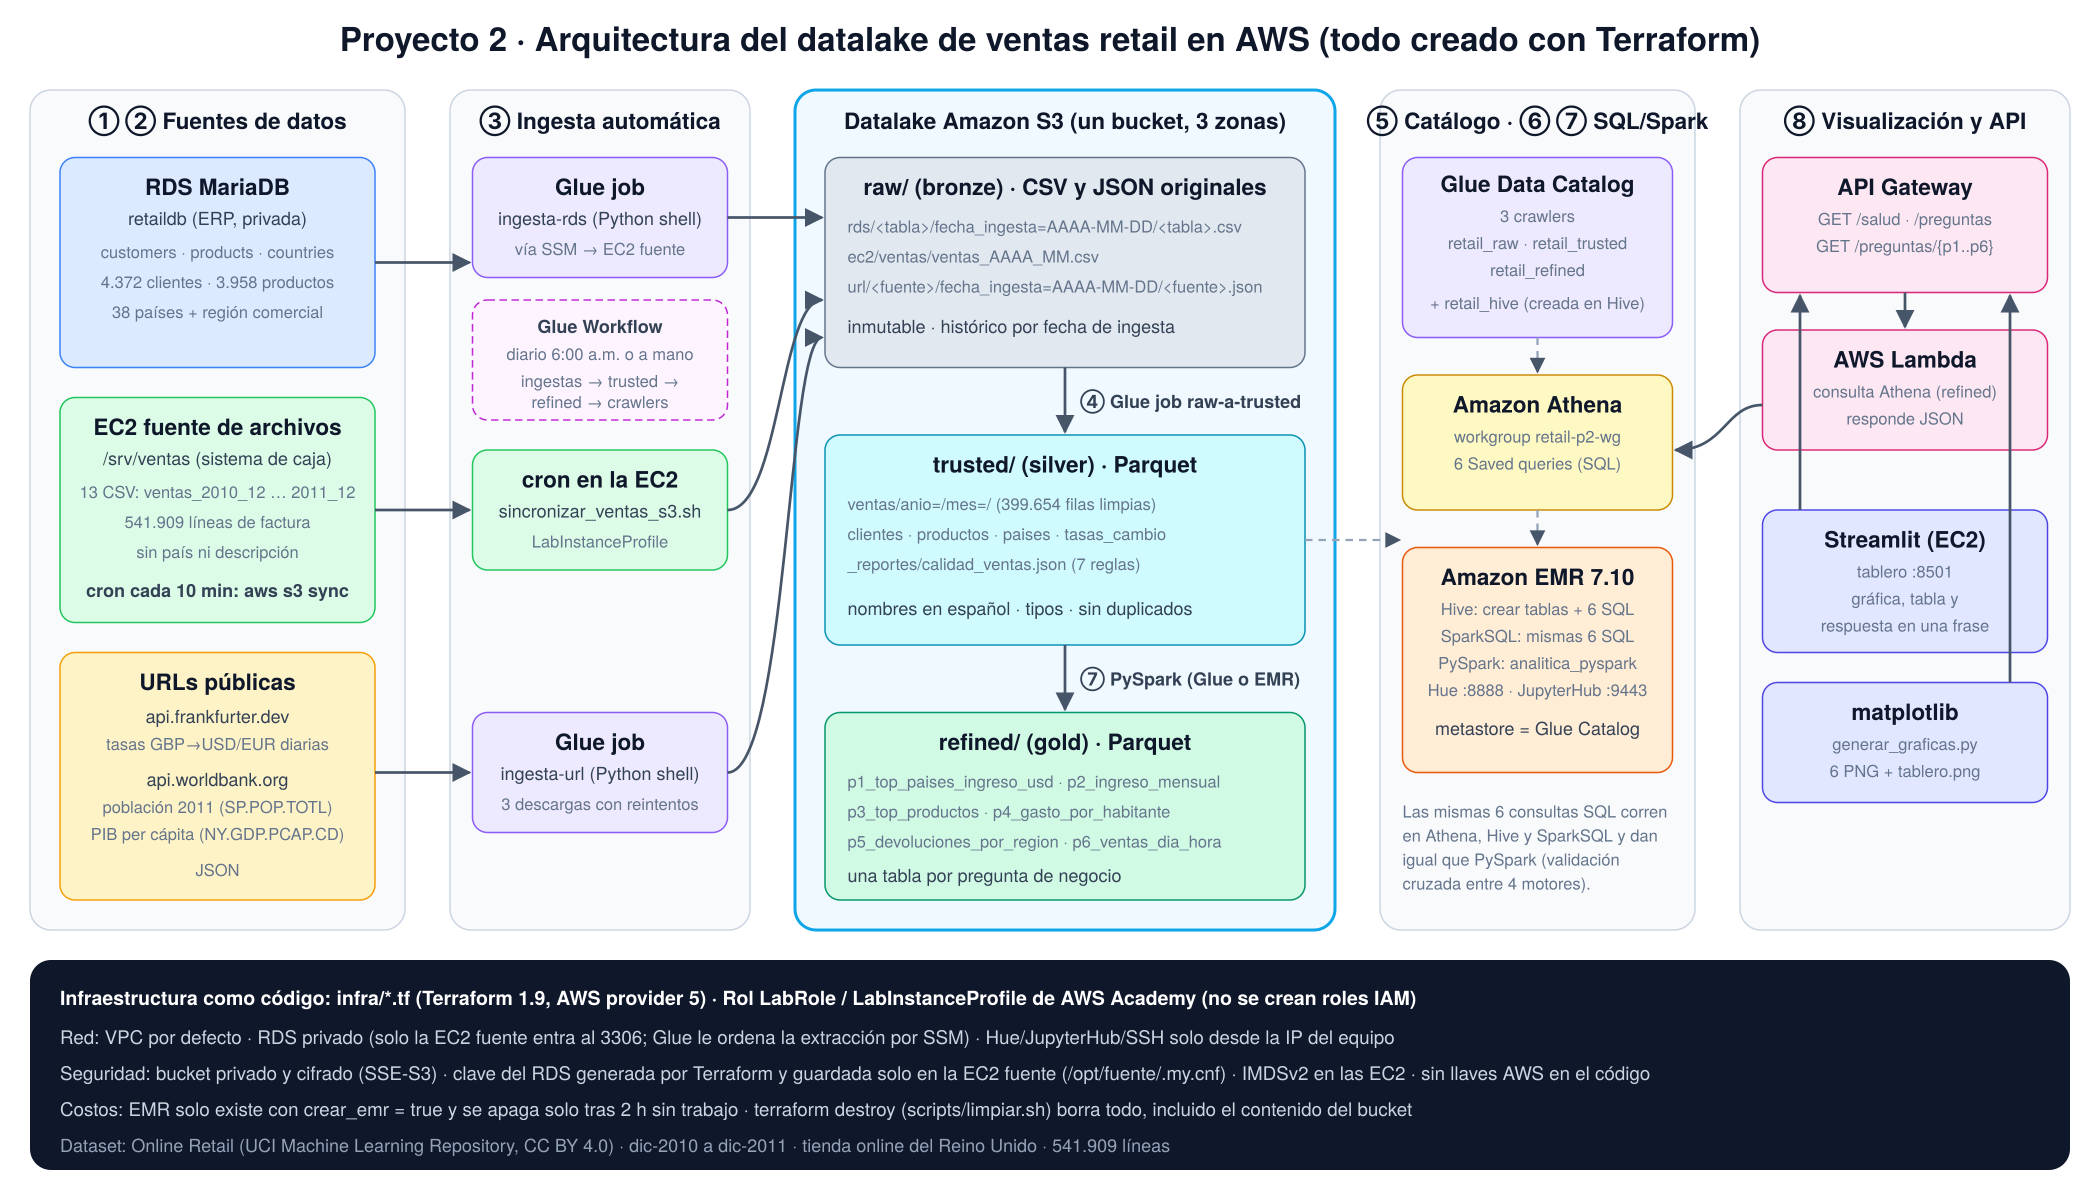 Proyecto 2 · Arquitectura del datalake de ventas retail en AWS (todo creado con Terraform)
① ② Fuentes de datos
RDS MariaDB
retaildb (ERP, privada)
customers · products · countries
4.372 clientes · 3.958 productos
38 países + región comercial
EC2 fuente de archivos
/srv/ventas (sistema de caja)
13 CSV: ventas_2010_12 … 2011_12
541.909 líneas de factura
sin país ni descripción
cron cada 10 min: aws s3 sync
URLs públicas
api.frankfurter.dev
tasas GBP→USD/EUR diarias
api.worldbank.org
población 2011 (SP.POP.TOTL)
PIB per cápita (NY.GDP.PCAP.CD)
JSON
③ Ingesta automática
Glue job
ingesta-rds (Python shell)
vía SSM → EC2 fuente
Glue Workflow
diario 6:00 a.m. o a mano
ingestas → trusted →
refined → crawlers
cron en la EC2
sincronizar_ventas_s3.sh
LabInstanceProfile
Glue job
ingesta-url (Python shell)
3 descargas con reintentos
Datalake Amazon S3 (un bucket, 3 zonas)
raw/ (bronze) · CSV y JSON originales
rds/<tabla>/fecha_ingesta=AAAA-MM-DD/<tabla>.csv
ec2/ventas/ventas_AAAA_MM.csv
url/<fuente>/fecha_ingesta=AAAA-MM-DD/<fuente>.json
inmutable · histórico por fecha de ingesta
④ Glue job raw-a-trusted
trusted/ (silver) · Parquet
ventas/anio=/mes=/ (399.654 filas limpias)
clientes · productos · paises · tasas_cambio
_reportes/calidad_ventas.json (7 reglas)
nombres en español · tipos · sin duplicados
⑦ PySpark (Glue o EMR)
refined/ (gold) · Parquet
p1_top_paises_ingreso_usd · p2_ingreso_mensual
p3_top_productos · p4_gasto_por_habitante
p5_devoluciones_por_region · p6_ventas_dia_hora
una tabla por pregunta de negocio
⑤ Catálogo · ⑥ ⑦ SQL/Spark
Glue Data Catalog
3 crawlers
retail_raw · retail_trusted
retail_refined
+ retail_hive (creada en Hive)
Amazon Athena
workgroup retail-p2-wg
6 Saved queries (SQL)
Amazon EMR 7.10
Hive: crear tablas + 6 SQL
SparkSQL: mismas 6 SQL
PySpark: analitica_pyspark
Hue :8888 · JupyterHub :9443
metastore = Glue Catalog
Las mismas 6 consultas SQL corren
en Athena, Hive y SparkSQL y dan
igual que PySpark (validación
cruzada entre 4 motores).
⑧ Visualización y API
API Gateway
GET /salud · /preguntas
GET /preguntas/{p1..p6}
AWS Lambda
consulta Athena (refined)
responde JSON
Streamlit (EC2)
tablero :8501
gráfica, tabla y
respuesta en una frase
matplotlib
generar_graficas.py
6 PNG + tablero.png
Infraestructura como código: infra/*.tf (Terraform 1.9, AWS provider 5) · Rol LabRole / LabInstanceProfile de AWS Academy (no se crean roles IAM)
Red: VPC por defecto · RDS privado (solo la EC2 fuente entra al 3306; Glue le ordena la extracción por SSM) · Hue/JupyterHub/SSH solo desde la IP del equipo
Seguridad: bucket privado y cifrado (SSE-S3) · clave del RDS generada por Terraform y guardada solo en la EC2 fuente (/opt/fuente/.my.cnf) · IMDSv2 en las EC2 · sin llaves AWS en el código
Costos: EMR solo existe con crear_emr = true y se apaga solo tras 2 h sin trabajo · terraform destroy (scripts/limpiar.sh) borra todo, incluido el contenido del bucket
Dataset: Online Retail (UCI Machine Learning Repository, CC BY 4.0) · dic-2010 a dic-2011 · tienda online del Reino Unido · 541.909 líneas